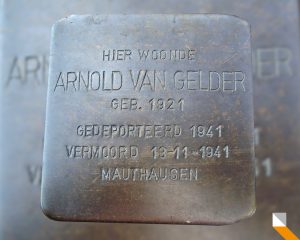 HIER WOONDE
ARNOLD VAN GELDER
GEB. 1921
GEDEPORTEERD 1941
VERMOORD 13-11-1941
MAUTHAUSEN